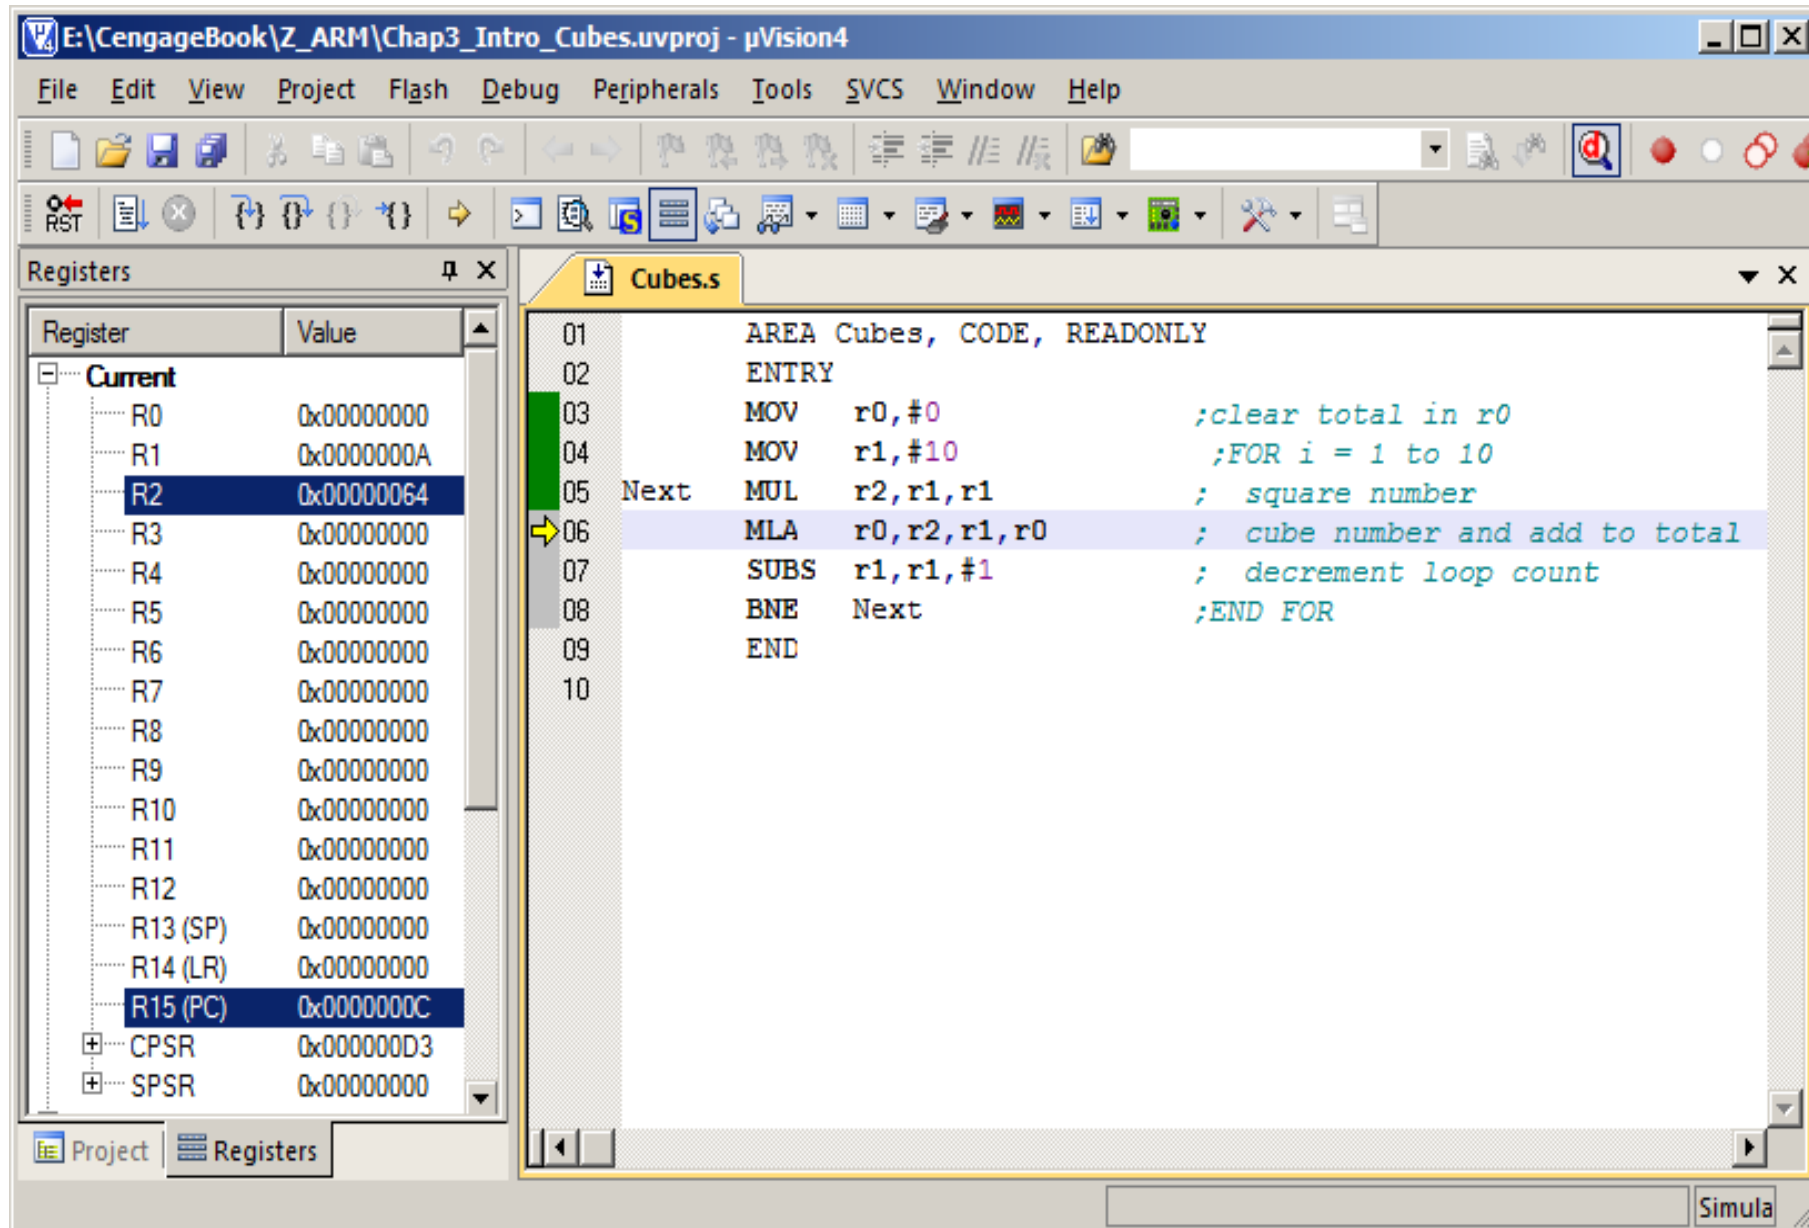 E:\CengageBook\Z_ARM\Chap3_Intro_Cubes.uvproj - µVision4
File Edit View Project Flash Debug Peripherals Tools SVCS Window Help
RST
Registers
Cubes.s
Register Value
Current
R0 0x00000000
R1 0x0000000A
R2 0x00000064
R3 0x00000000
R4 0x00000000
R5 0x00000000
R6 0x00000000
R7 0x00000000
R8 0x00000000
R9 0x00000000
R10 0x00000000
R11 0x00000000
R12 0x00000000
R13 (SP) 0x00000000
R14 (LR) 0x00000000
R15 (PC) 0x0000000C
CPSR 0x000000D3
SPSR 0x00000000
Project Registers
01 AREA Cubes, CODE, READONLY
02 ENTRY
03 MOV r0,#0 ;clear total in r0
04 MOV r1,#10 ;FOR i = 1 to 10
05 Next MUL r2,r1,r1 ; square number
06 MLA r0,r2,r1,r0 ; cube number and add to total
07 SUBS r1,r1,#1 ; decrement loop count
08 BNE Next ;END FOR
09 END
10
Simula